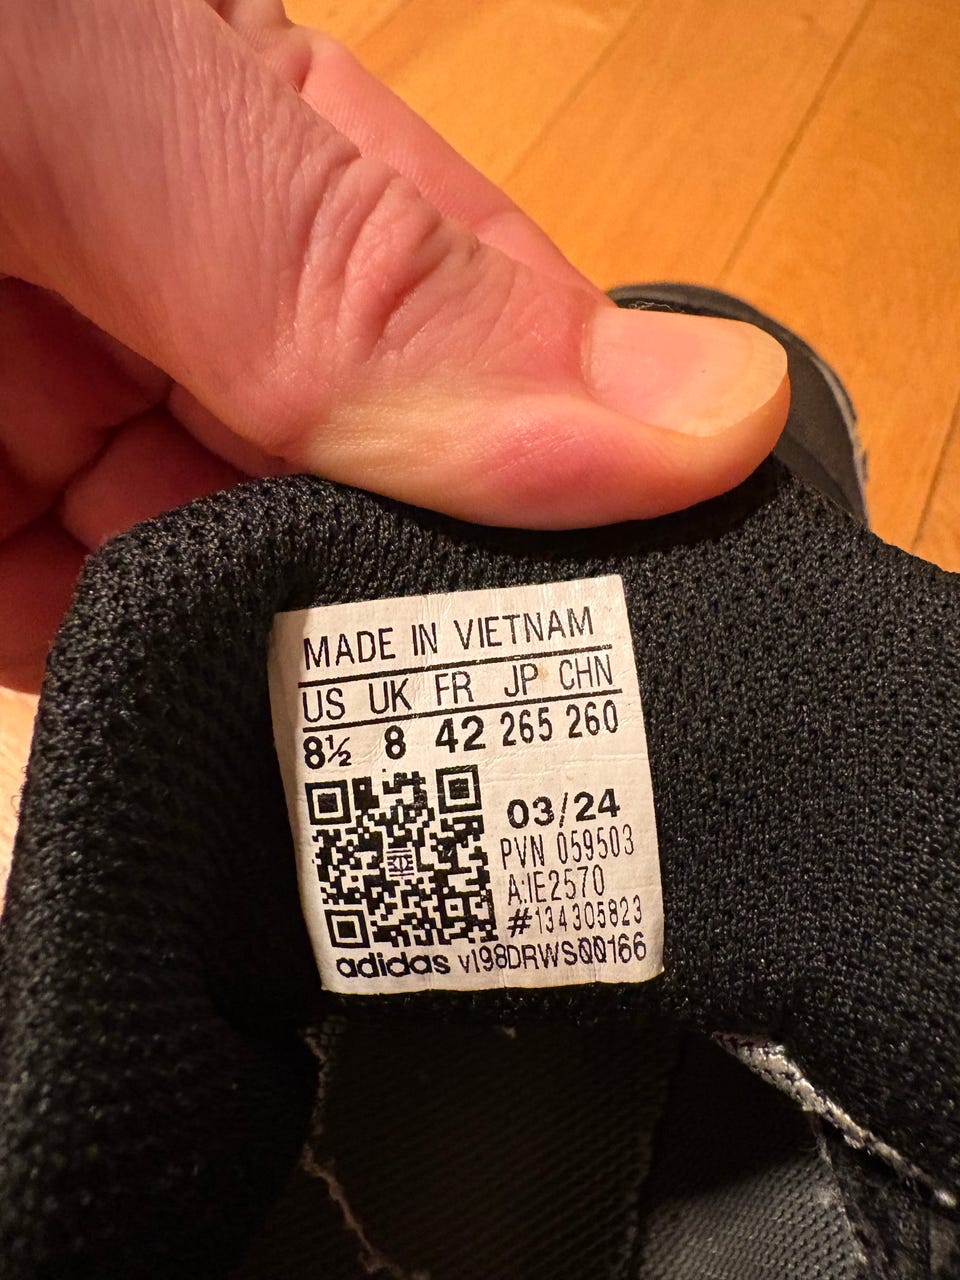 MADE IN VIETNAM
US UK FR JP CHN
8½ 8 42 265 260
03/24
PVN 059503
A:IE2570
#134305823
adidas v198DRWSQQ166